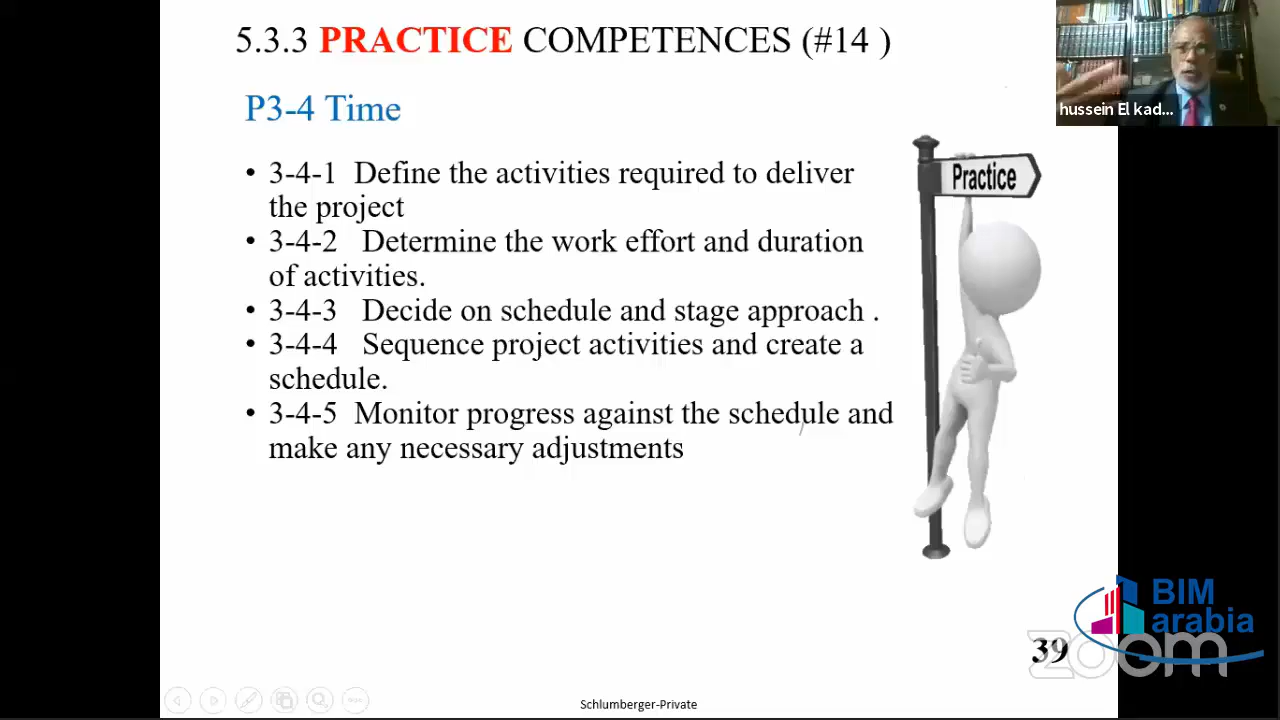 5.3.3 PRACTICE COMPETENCES (#14 )
hussein El kad...
P3-4 Time
• 3-4-1 Define the activities required to deliver
the project
• 3-4-2 Determine the work effort and duration
of activities.
• 3-4-3 Decide on schedule and stage approach .
• 3-4-4 Sequence project activities and create a
schedule.
• 3-4-5 Monitor progress against the schedule and
make any necessary adjustments
Practice
BIM
arabia
39
zoom
Schlumberger-Private